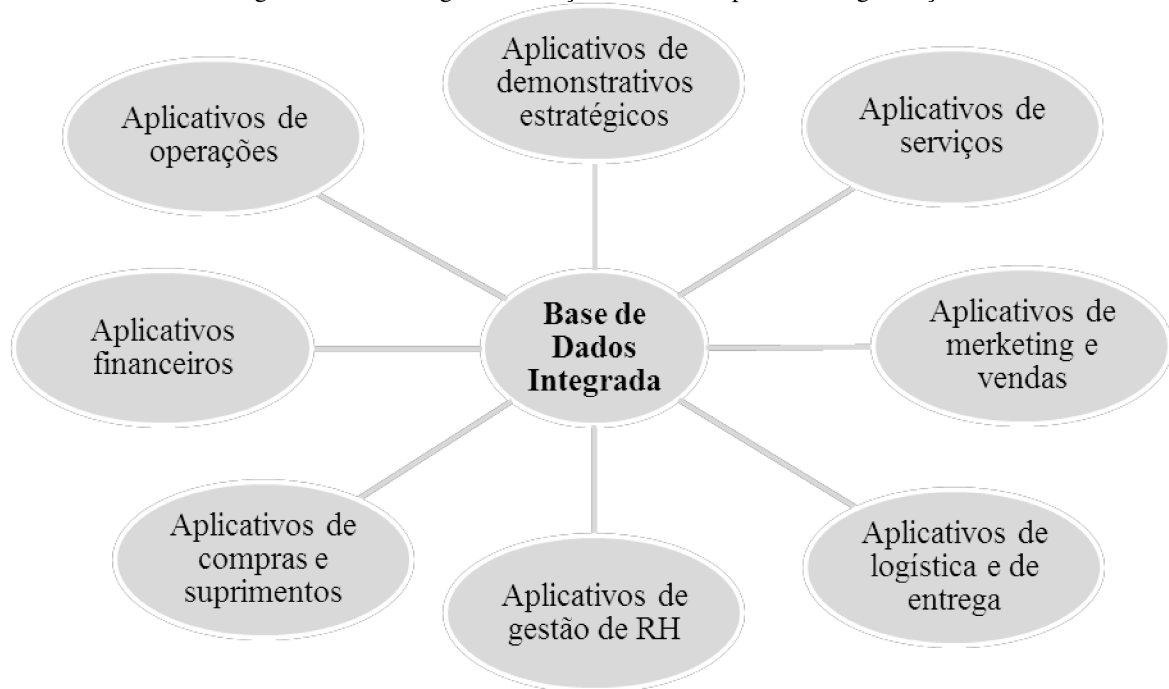 Aplicativos de
demonstrativos
estratégicos
Aplicativos de
operações
Aplicativos de
serviços
Aplicativos
financeiros
Base de
Dados
Integrada
Aplicativos de
merketing e
vendas
Aplicativos de
compras e
suprimentos
Aplicativos de
gestão de RH
Aplicativos de
logística e de
entrega